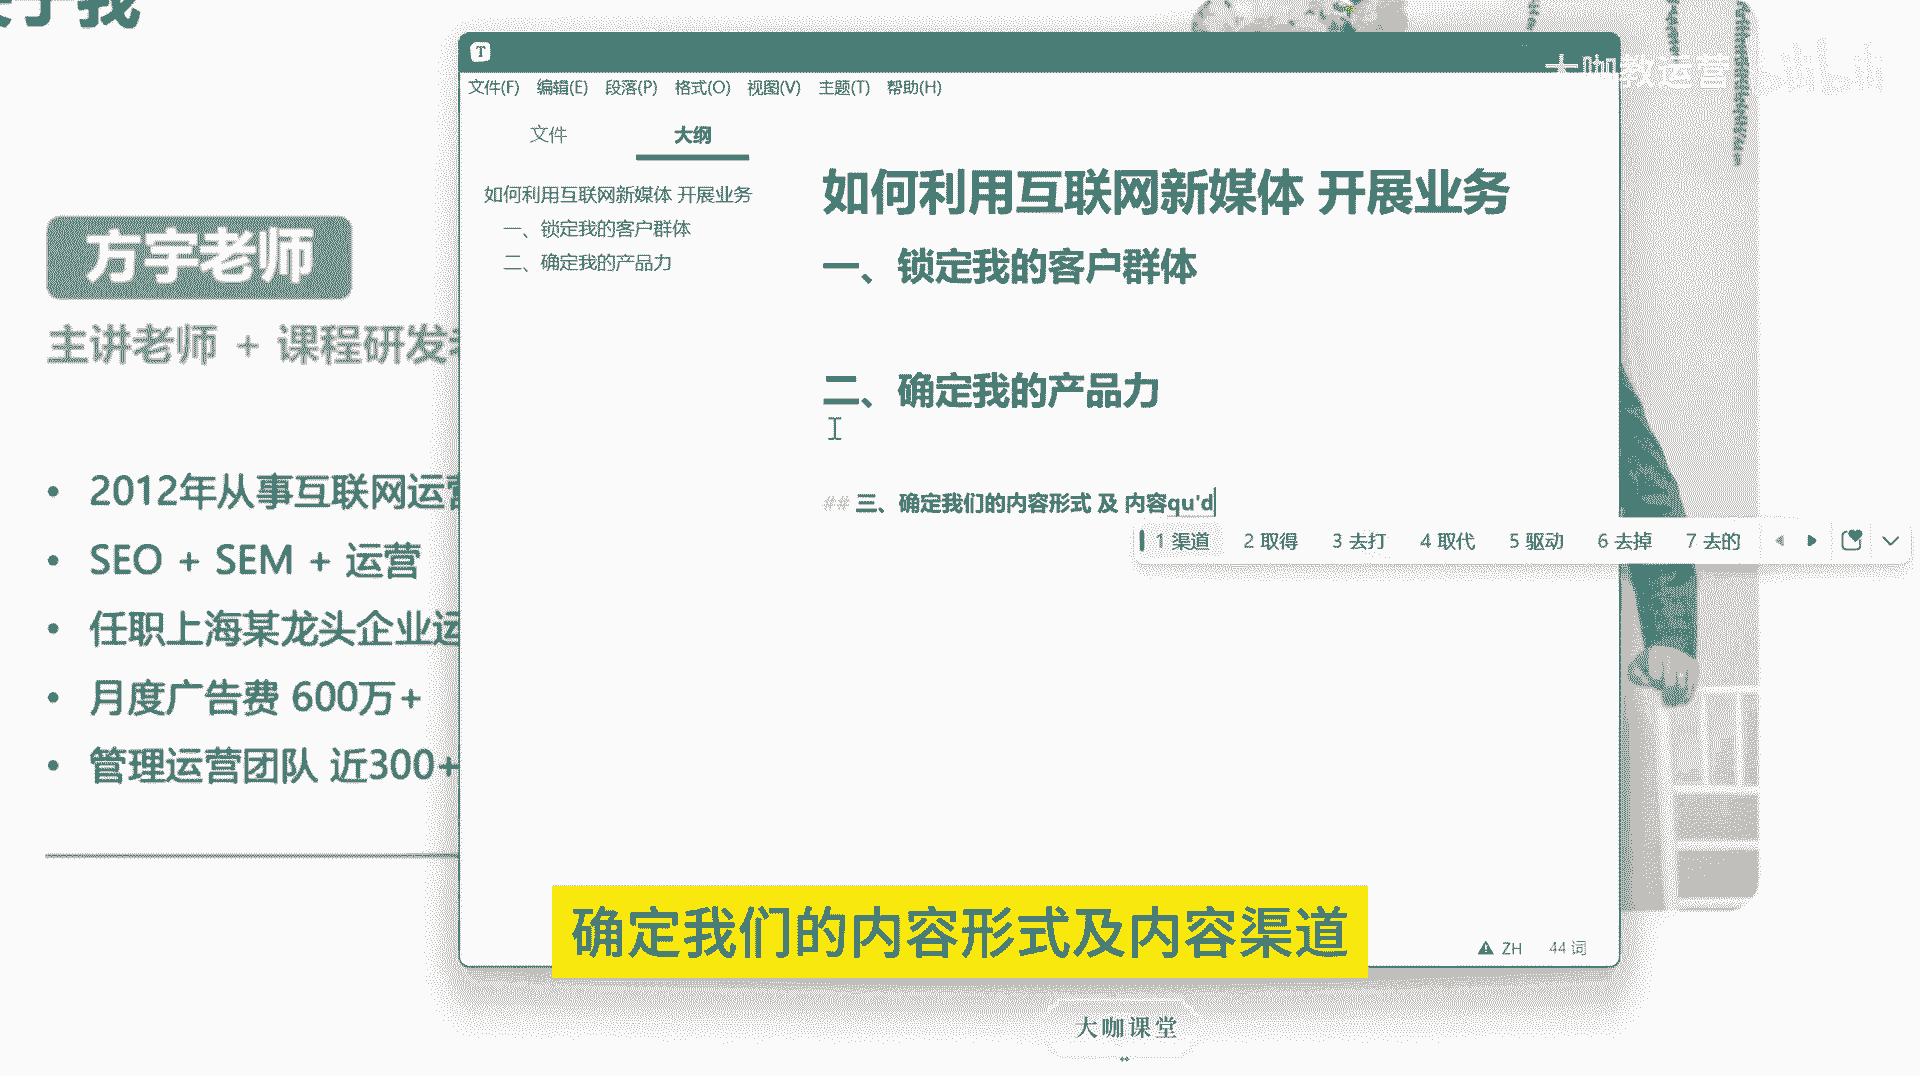 方宇老师
主讲老师 + 课程研发
• 2012年从事互联网运营
• SEO + SEM + 运营
• 任职上海某龙头企业运
• 月度广告费 600万+
• 管理运营团队 近300+
T
文件(F) 编辑(E) 段落(P) 格式(O) 视图(V) 主题(T) 帮助(H)
文件 大纲
如何利用互联网新媒体 开展业务
一、锁定我的客户群体
二、确定我的产品力
如何利用互联网新媒体 开展业务
一、锁定我的客户群体
二、确定我的产品力
## 三、确定我们的内容形式 及 内容qu'd
1 渠道 2 取得 3 去打 4 取代 5 驱动 6 去掉 7 去的
ZH 44 词
大咖教运营 bilibili
确定我们的内容形式及内容渠道
大咖课堂